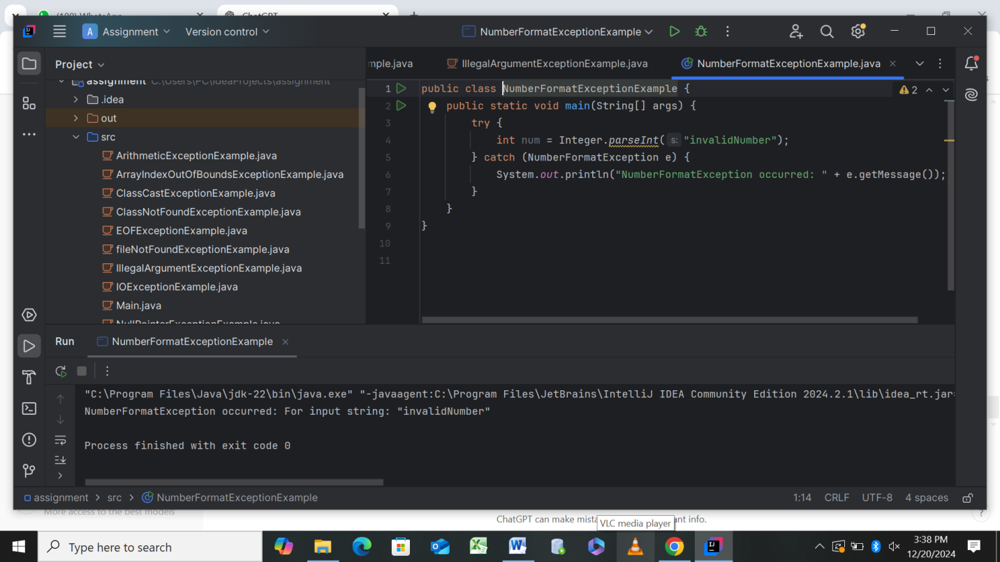 (199) WhatsApp
ChatGPT
A Assignment Version control NumberFormatExceptionExample
Project
mple.java IllegalArgumentExceptionExample.java NumberFormatExceptionExample.java
assignment C:\Users\PC\IdeaProjects\assignment
.idea
out
src
ArithmeticExceptionExample.java
ArrayIndexOutOfBoundsExceptionExample.java
ClassCastExceptionExample.java
ClassNotFoundExceptionExample.java
EOFExceptionExample.java
fileNotFoundExceptionExample.java
IllegalArgumentExceptionExample.java
IOExceptionExample.java
Main.java
NullPointerExceptionExample.java
1 public class NumberFormatExceptionExample { 2
2 public static void main(String[] args) {
3 try {
4 int num = Integer.parseInt( s: "invalidNumber");
5 } catch (NumberFormatException e) {
6 System.out.println("NumberFormatException occurred: " + e.getMessage());
7 }
8 }
9 }
10
11
Run NumberFormatExceptionExample
"C:\Program Files\Java\jdk-22\bin\java.exe" "-javaagent:C:\Program Files\JetBrains\IntelliJ IDEA Community Edition 2024.2.1\lib\idea_rt.jar=
NumberFormatException occurred: For input string: "invalidNumber"
Process finished with exit code 0
assignment > src > NumberFormatExceptionExample 1:14 CRLF UTF-8 4 spaces
More access to the best models
ChatGPT can make mista ant info. ?
VLC media player
Type here to search
3:38 PM
12/20/2024